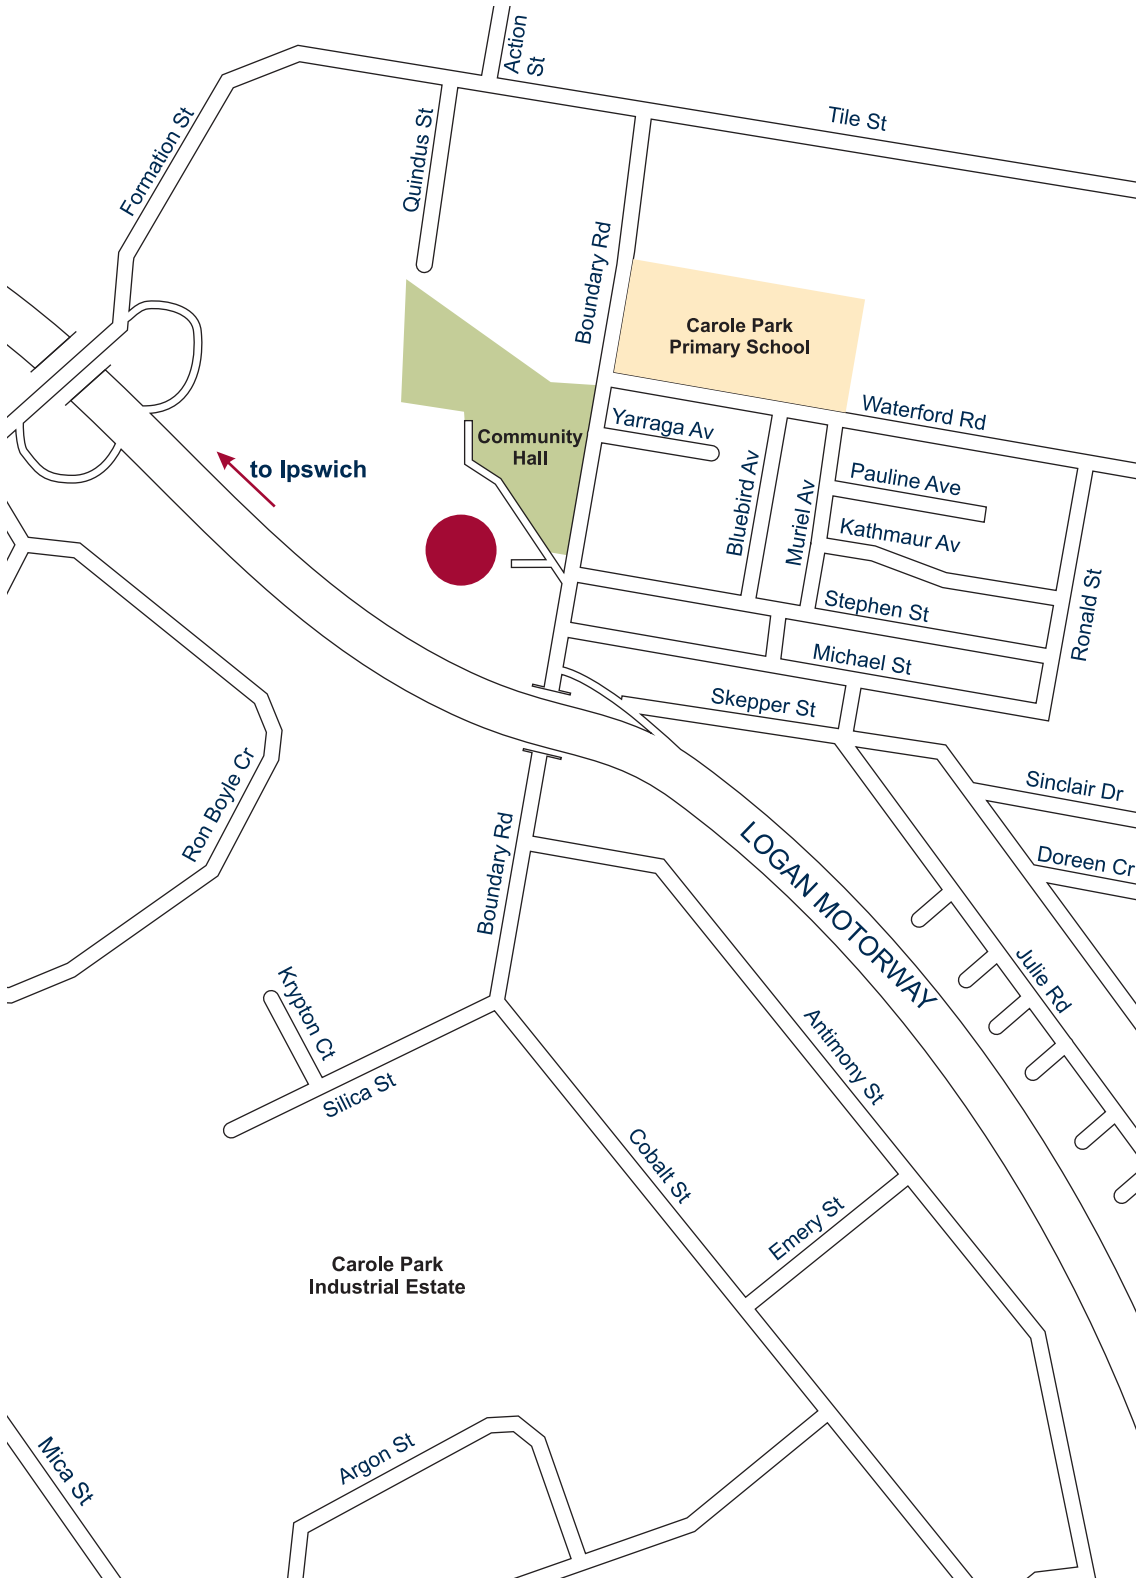 Action
St
Tile St
Formation St
Quindus St
Boundary Rd
Carole Park
Primary School
Waterford Rd
Yarraga Av
Community
Hall
to Ipswich
Bluebird Av
Muriel Av
Pauline Ave
Kathmaur Av
Stephen St
Ronald St
Michael St
Skepper St
Sinclair Dr
Doreen Cr
Ron Boyle Cr
Boundary Rd
LOGAN MOTORWAY
Julie Rd
Krypton Ct
Silica St
Antimony St
Cobalt St
Emery St
Carole Park
Industrial Estate
Mica St
Argon St